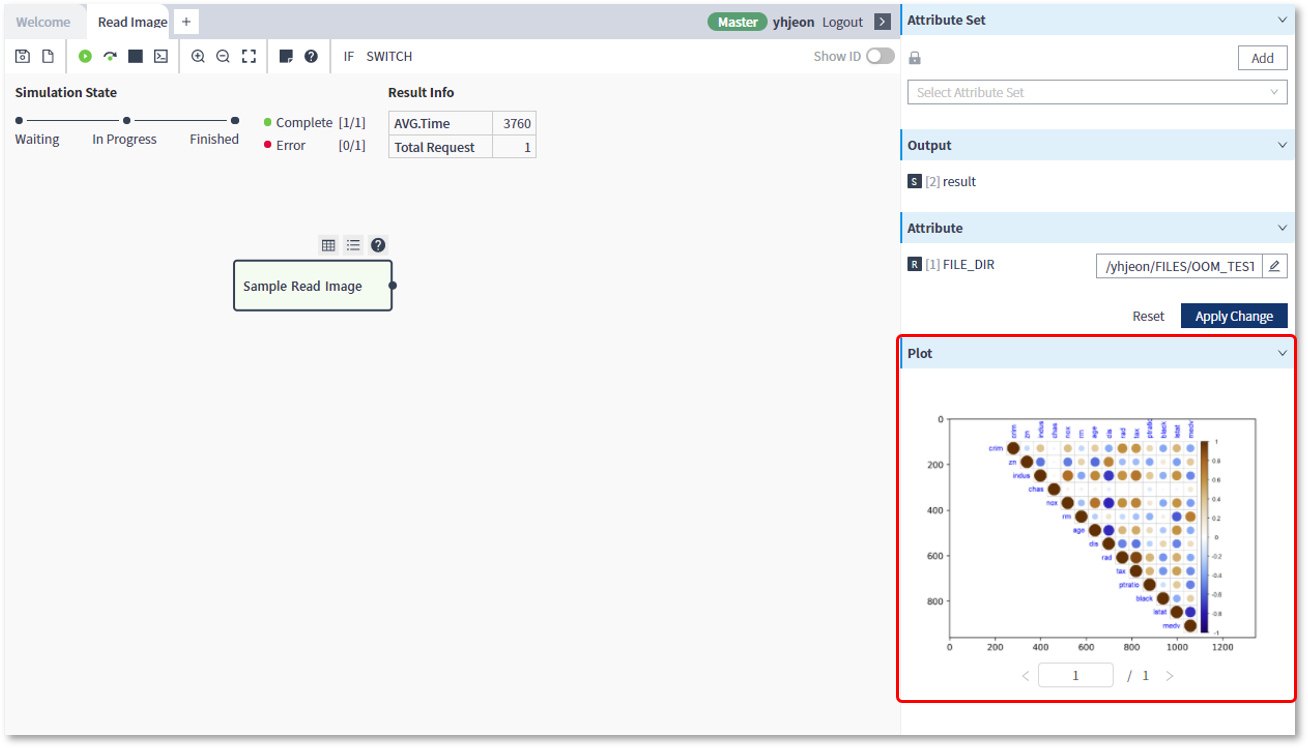 Welcome
Read Image
+
Master yhjeon Logout >
IF SWITCH
Show ID
Simulation State
Waiting In Progress Finished
Complete [1/1]
Error [0/1]
Result Info
AVG.Time 3760
Total Request 1
Sample Read Image
Attribute Set
Add
Select Attribute Set
Output
S [2] result
Attribute
R [1] FILE_DIR /yhjeon/FILES/OOM_TEST
Reset Apply Change
Plot
0
200
400
600
800
crim zn indus chas nox rm age dis rad tax ptratio black lstat medv
crim
zn
indus
chas
nox
rm
age
dis
rad
tax
ptratio
black
lstat
medv
1
0.8
0.6
0.4
0.2
0
-0.2
-0.4
-0.6
-0.8
-1
0 200 400 600 800 1000 1200
< 1 / 1 >